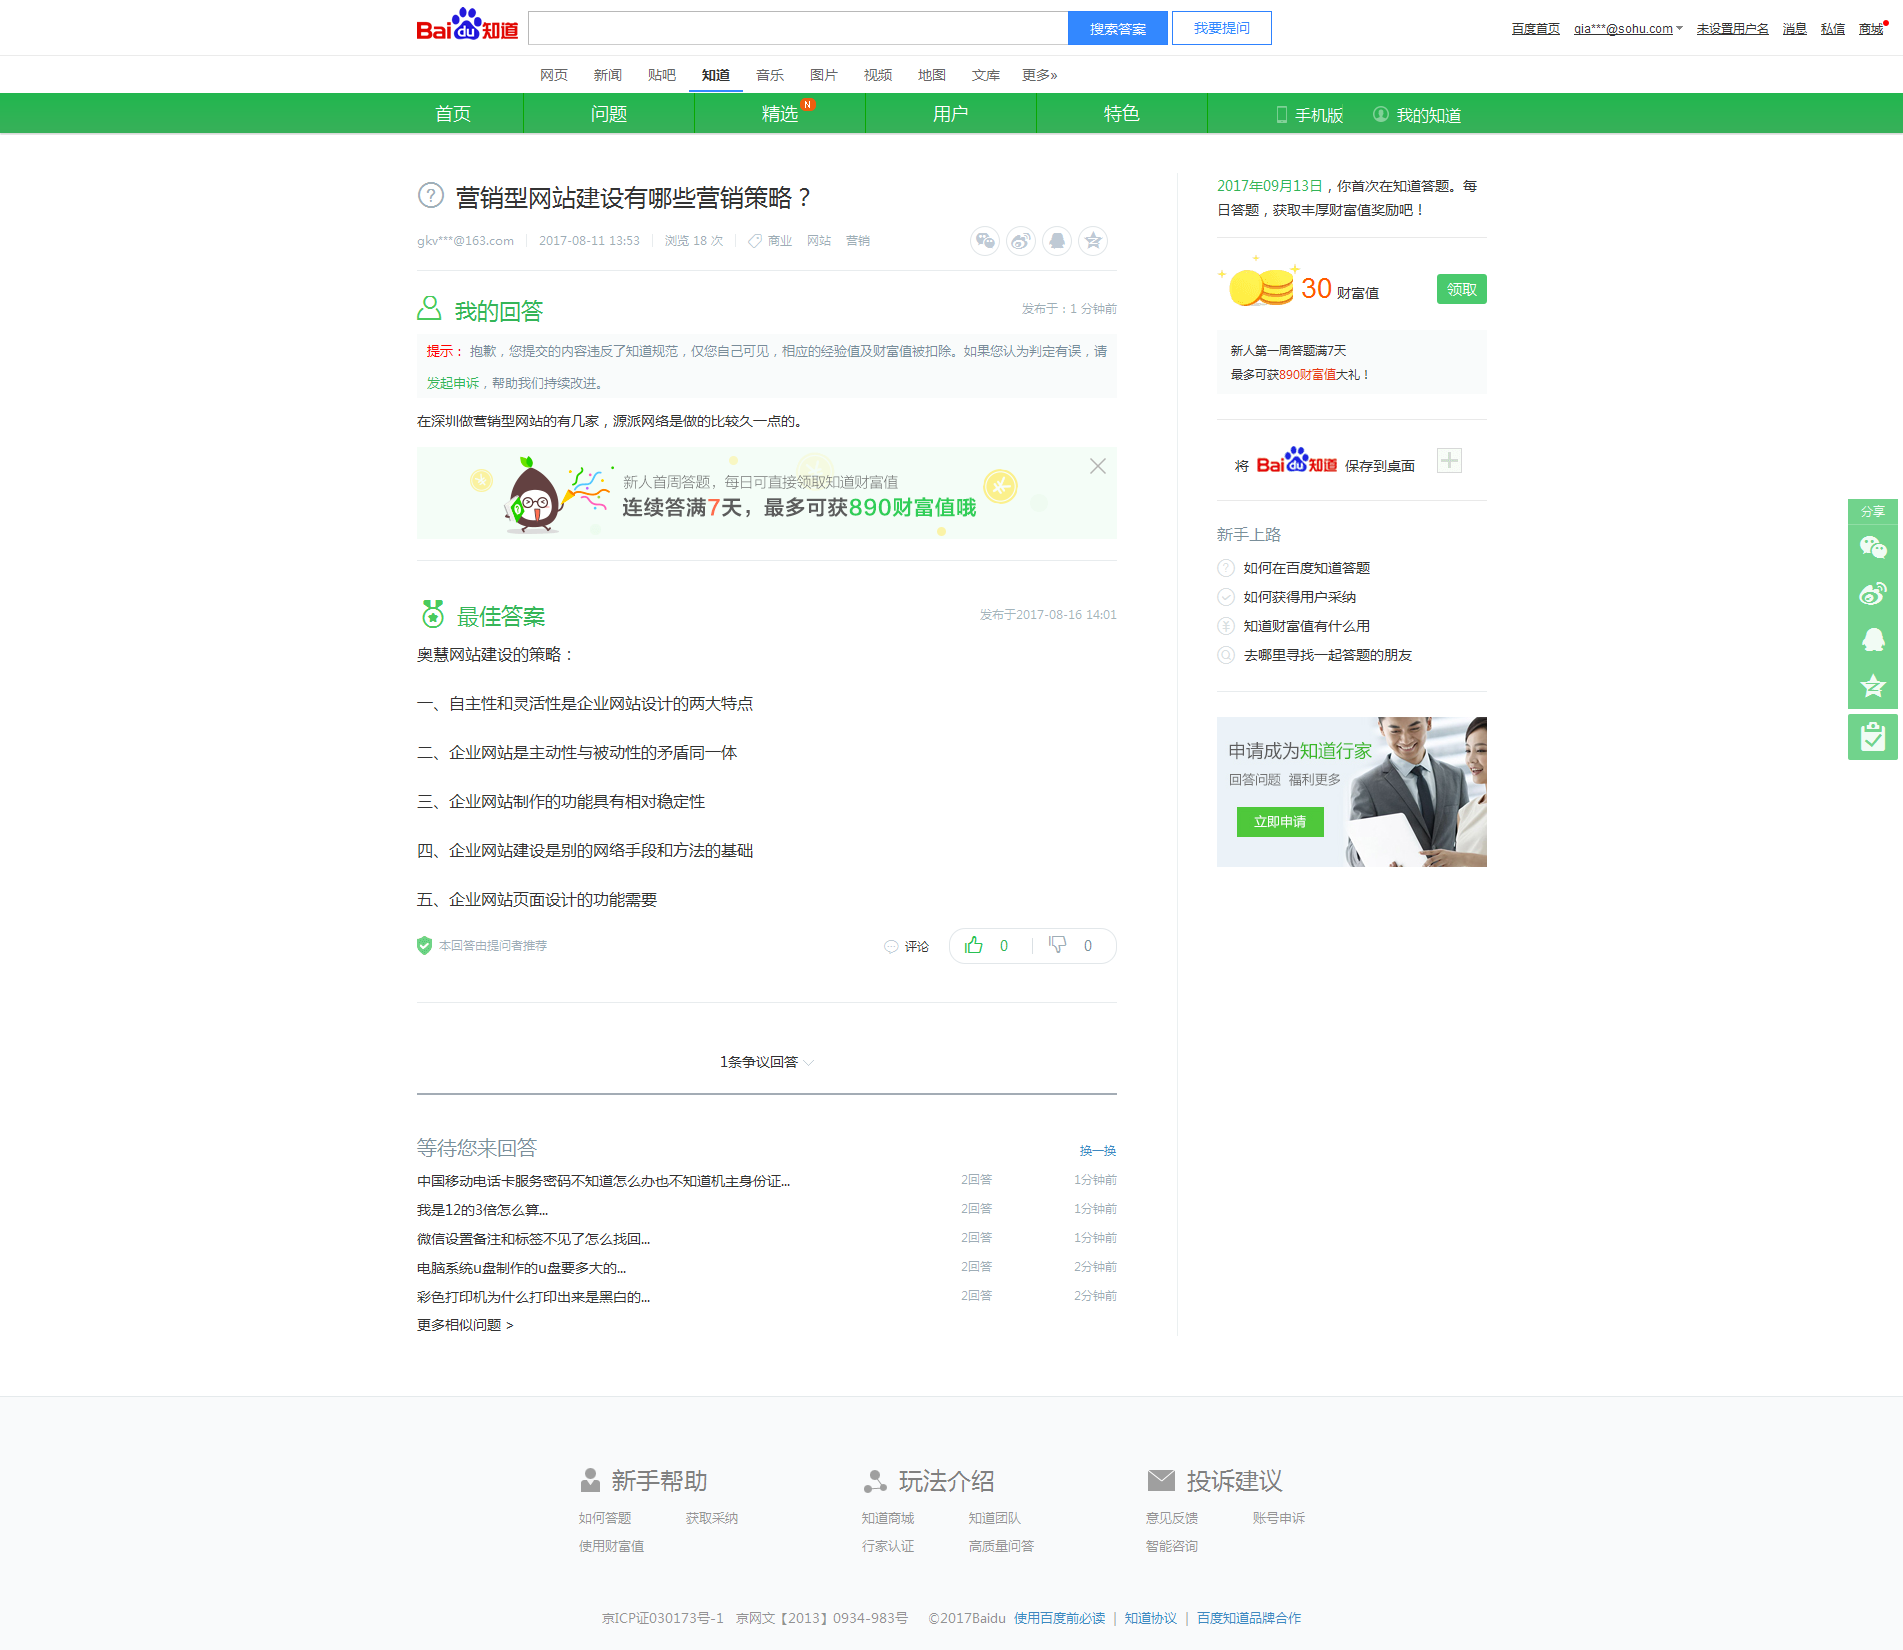 Baidu知道
搜索答案
我要提问
百度首页 qia***@sohu.com 未设置用户名 消息 私信 商城
网页 新闻 贴吧 知道 音乐 图片 视频 地图 文库 更多»
首页 问题 精选 N 用户 特色 手机版 我的知道
营销型网站建设有哪些营销策略？
gkv***@163.com 2017-08-11 13:53 浏览 18 次 商业 网站 营销
我的回答
发布于：1 分钟前
提示： 抱歉，您提交的内容违反了知道规范，仅您自己可见，相应的经验值及财富值被扣除。如果您认为判定有误，请
发起申诉，帮助我们持续改进。
在深圳做营销型网站的有几家，源派网络是做的比较久一点的。
新人首周答题，每日可直接领取知道财富值
连续答满7天，最多可获890财富值哦
最佳答案
发布于2017-08-16 14:01
奥慧网站建设的策略：
一、自主性和灵活性是企业网站设计的两大特点
二、企业网站是主动性与被动性的矛盾同一体
三、企业网站制作的功能具有相对稳定性
四、企业网站建设是别的网络手段和方法的基础
五、企业网站页面设计的功能需要
本回答由提问者推荐
评论 0 0
1条争议回答
等待您来回答
换一换
中国移动电话卡服务密码不知道怎么办也不知道机主身份证... 2回答 1分钟前
我是12的3倍怎么算... 2回答 1分钟前
微信设置备注和标签不见了怎么找回... 2回答 1分钟前
电脑系统u盘制作的u盘要多大的... 2回答 2分钟前
彩色打印机为什么打印出来是黑白的... 2回答 2分钟前
更多相似问题 >
2017年09月13日，你首次在知道答题。每
日答题，获取丰厚财富值奖励吧！
30 财富值
领取
新人第一周答题满7天
最多可获890财富值大礼！
将 Baidu知道 保存到桌面
新手上路
如何在百度知道答题
如何获得用户采纳
知道财富值有什么用
去哪里寻找一起答题的朋友
申请成为知道行家
回答问题 福利更多
立即申请
分享
新手帮助 玩法介绍 投诉建议
如何答题 获取采纳 知道商城 知道团队 意见反馈 账号申诉
使用财富值 行家认证 高质量问答 智能咨询
京ICP证030173号-1 京网文【2013】0934-983号 ©2017Baidu 使用百度前必读 | 知道协议 | 百度知道品牌合作